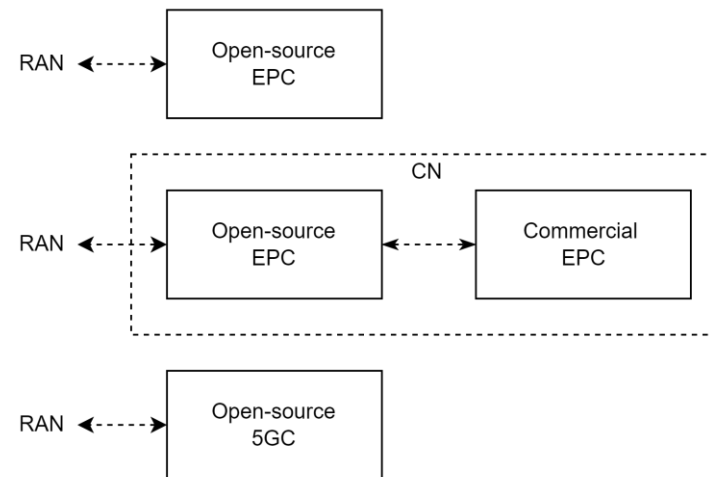 RAN
Open-source
EPC
CN
RAN
Open-source
EPC
Commercial
EPC
RAN
Open-source
5GC